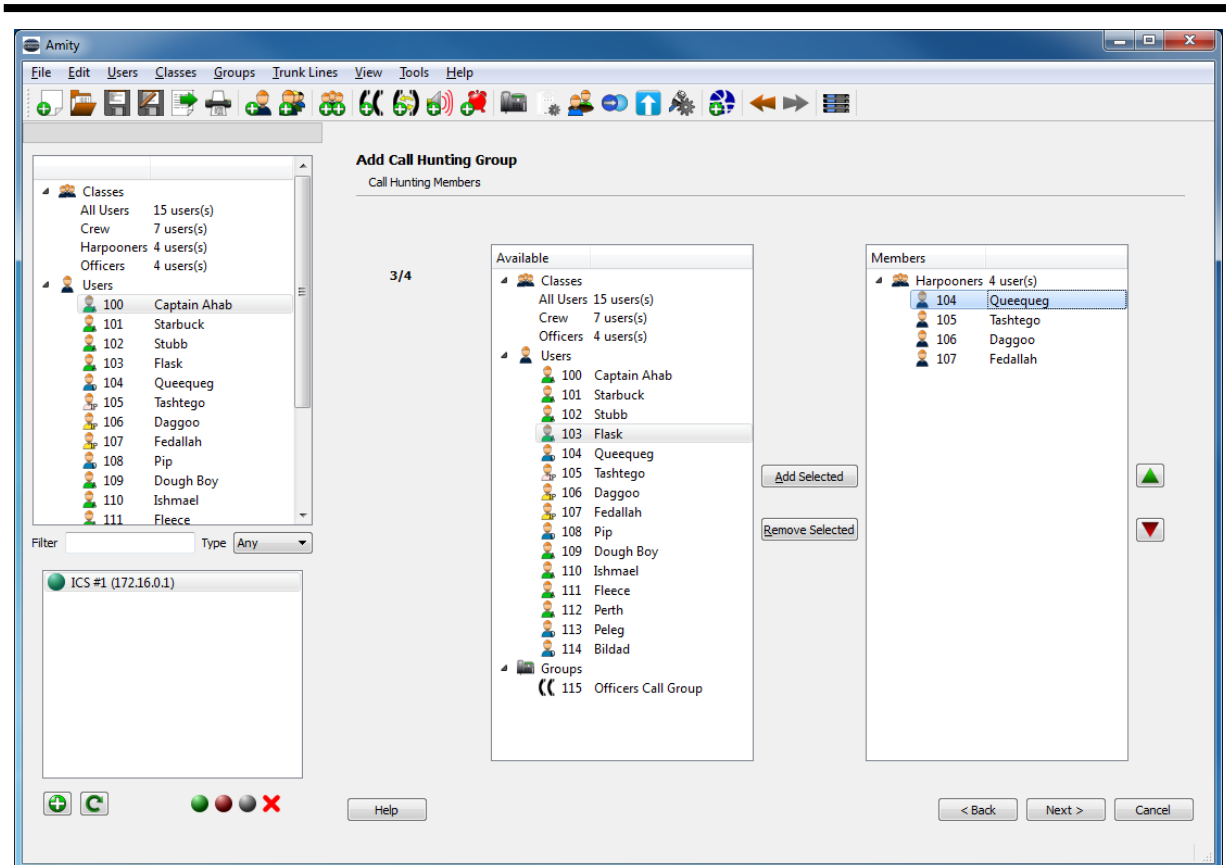 Amity
File Edit Users Classes Groups Trunk Lines View Tools Help
Classes
All Users 15 users(s)
Crew 7 users(s)
Harpooners 4 users(s)
Officers 4 users(s)
Users
100 Captain Ahab
101 Starbuck
102 Stubb
103 Flask
104 Queequeg
105 Tashtego
106 Daggoo
107 Fedallah
108 Pip
109 Dough Boy
110 Ishmael
111 Fleece
Filter Type Any
ICS #1 (172.16.0.1)
Add Call Hunting Group
Call Hunting Members
3/4
Available
Classes
All Users 15 users(s)
Crew 7 users(s)
Officers 4 users(s)
Users
100 Captain Ahab
101 Starbuck
102 Stubb
103 Flask
104 Queequeg
105 Tashtego
106 Daggoo
107 Fedallah
108 Pip
109 Dough Boy
110 Ishmael
111 Fleece
112 Perth
113 Peleg
114 Bildad
Groups
115 Officers Call Group
Add Selected
Remove Selected
Members
Harpooners 4 user(s)
104 Queequeg
105 Tashtego
106 Daggoo
107 Fedallah
Help
< Back Next > Cancel